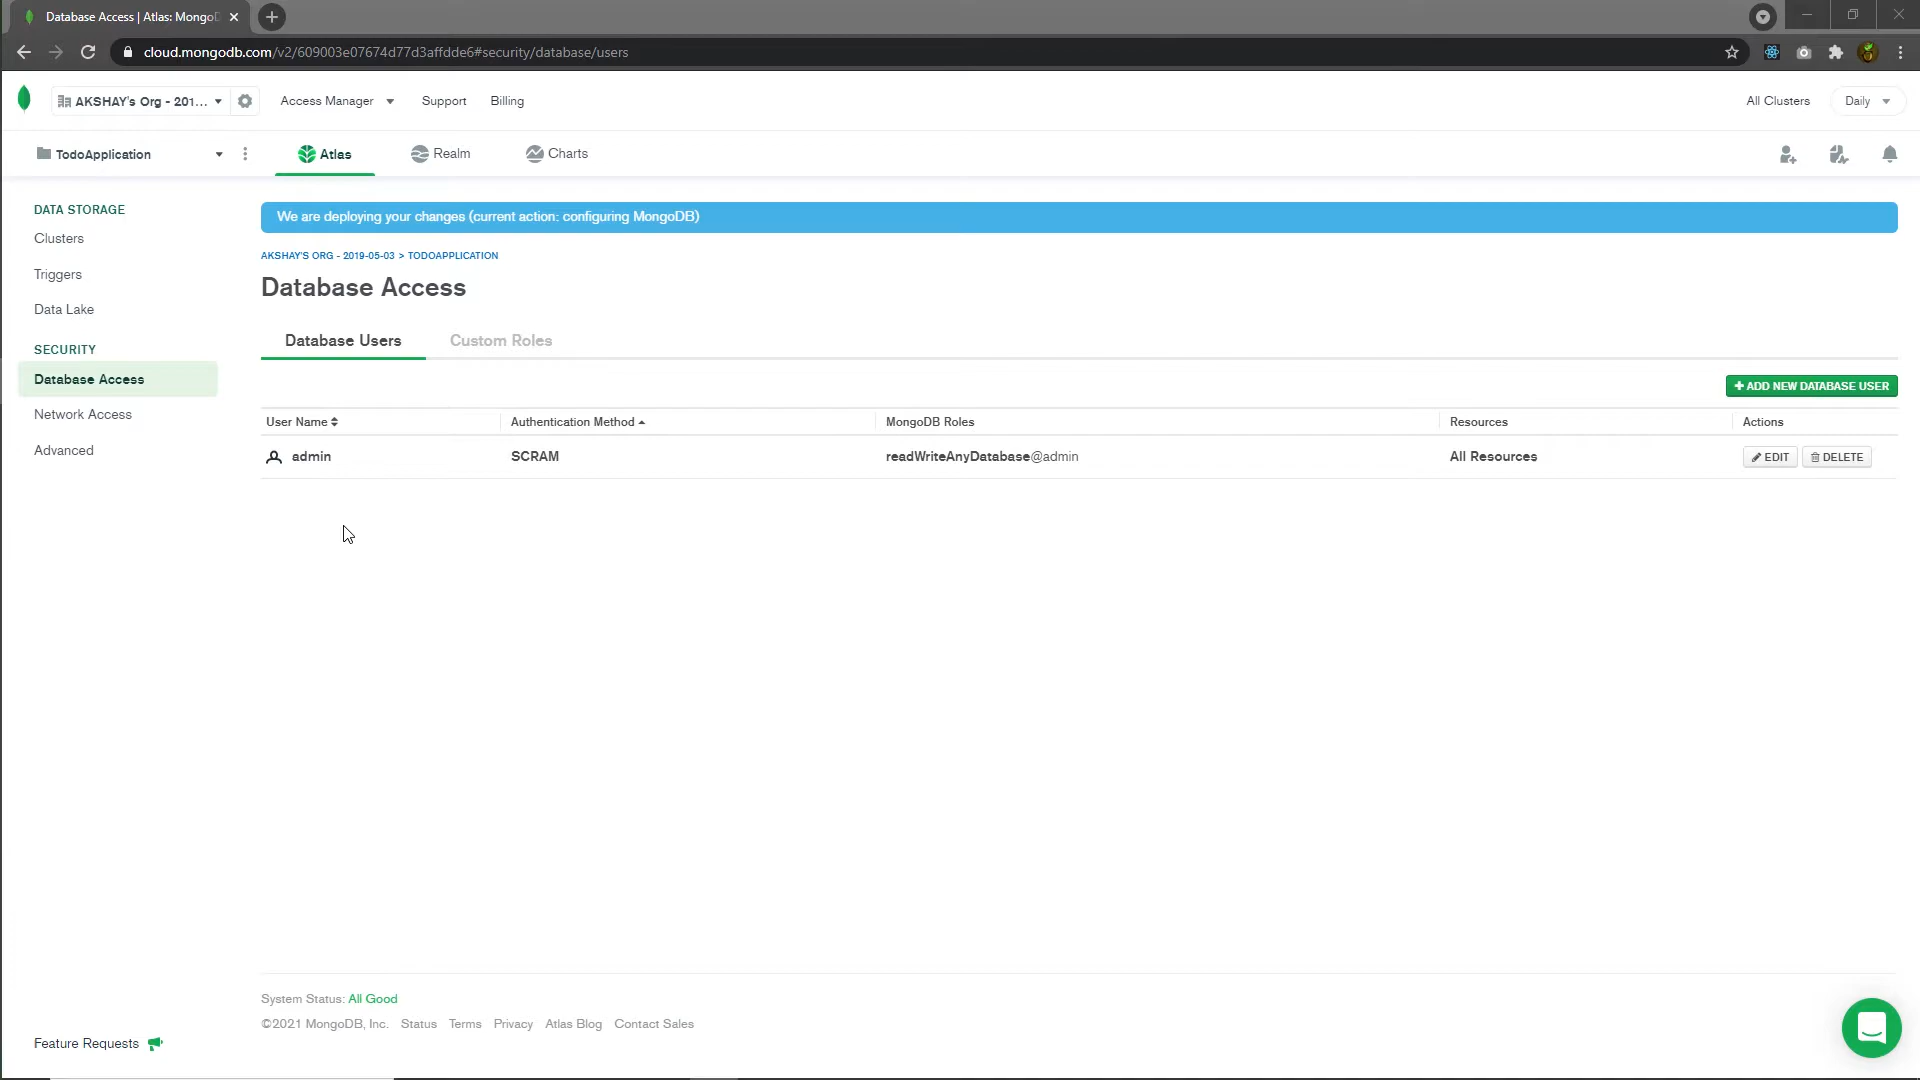 Database Access | Atlas: MongoD
cloud.mongodb.com/v2/609003e07674d77d3affdde6#security/database/users
AKSHAY's Org - 201...
Access Manager
Support
Billing
All Clusters
Daily
TodoApplication
Atlas
Realm
Charts
DATA STORAGE
Clusters
Triggers
Data Lake
SECURITY
Database Access
Network Access
Advanced
We are deploying your changes (current action: configuring MongoDB)
AKSHAY'S ORG - 2019-05-03 > TODOAPPLICATION
Database Access
Database Users
Custom Roles
ADD NEW DATABASE USER
User Name
Authentication Method
MongoDB Roles
Resources
Actions
admin
SCRAM
readWriteAnyDatabase@admin
All Resources
EDIT
DELETE
System Status: All Good
©2021 MongoDB, Inc. Status Terms Privacy Atlas Blog Contact Sales
Feature Requests